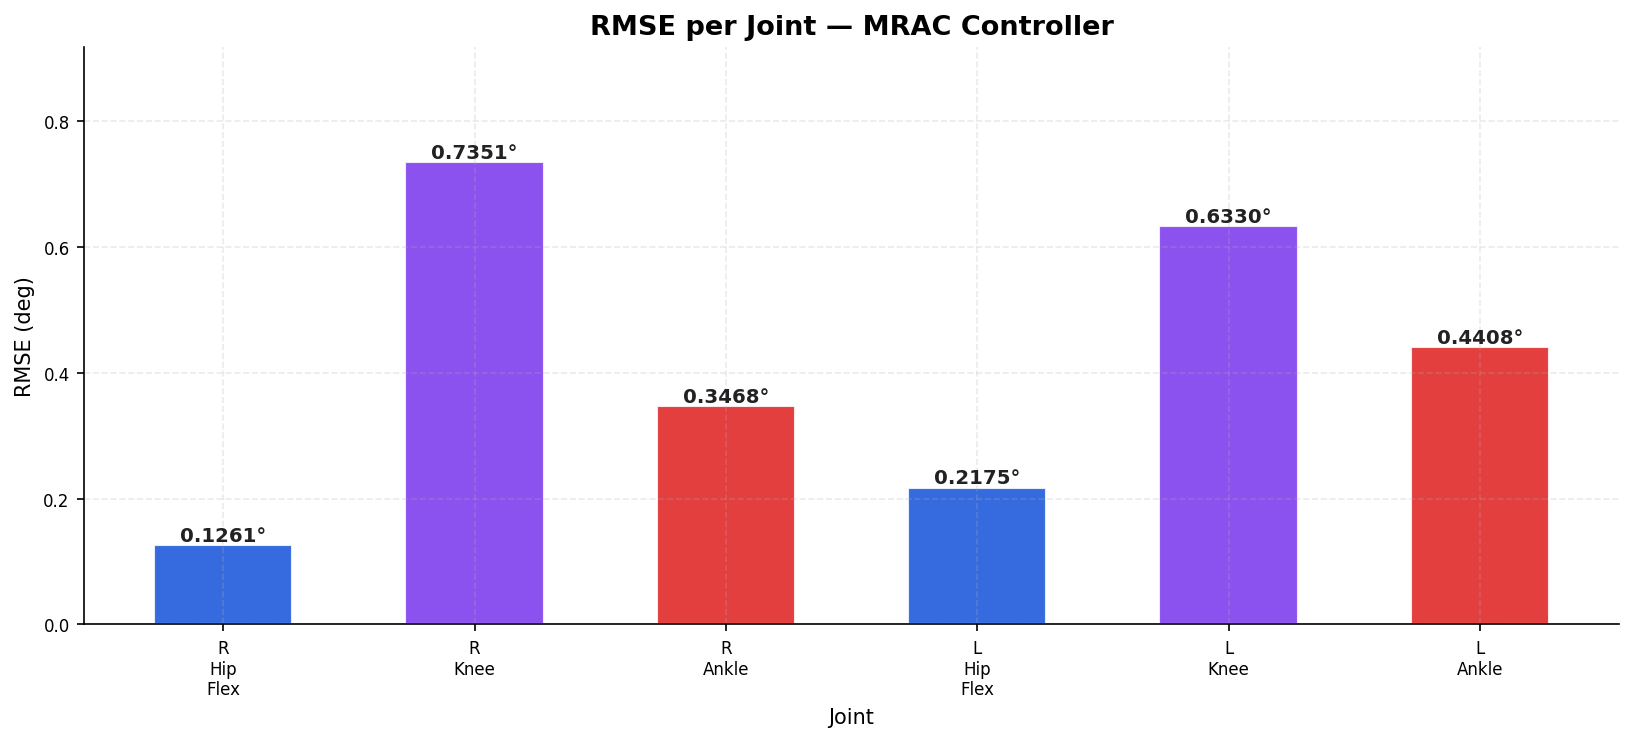 RMSE per Joint — MRAC Controller
RMSE (deg)
0.8
0.6
0.4
0.2
0.0
0.1261°
0.7351°
0.3468°
0.2175°
0.6330°
0.4408°
R
Hip
Flex
R
Knee
R
Ankle
L
Hip
Flex
L
Knee
L
Ankle
Joint